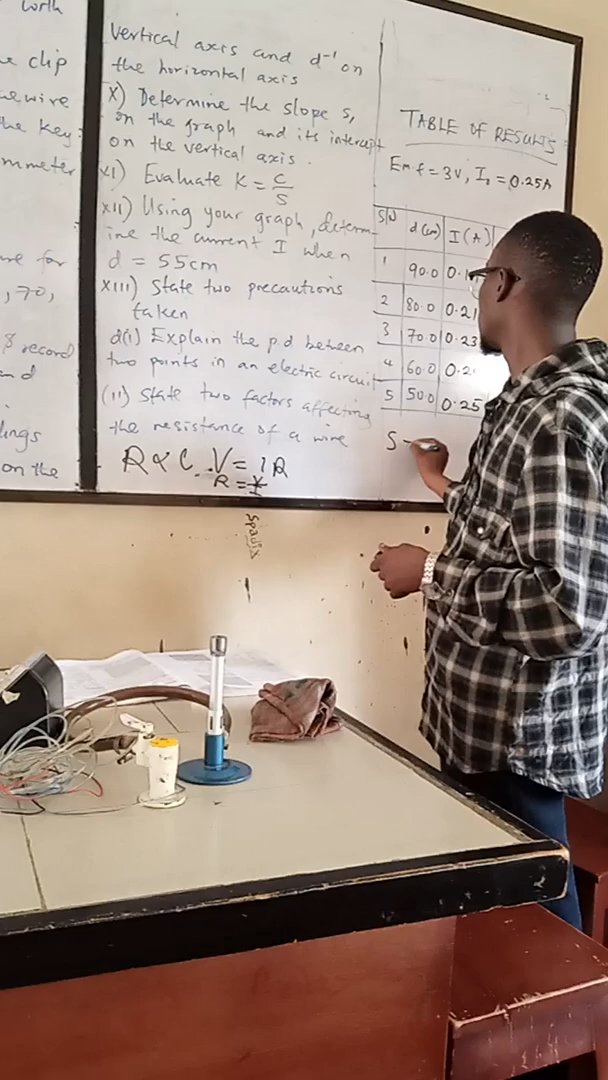 worth
clip
wire
the key
mmeter
for
, 70,
& record
on the
Vertical axis and d⁻¹ on
the horizontal axis
X) Determine the slope S,
on the graph and its intercept
on the vertical axis.
XI) Evaluate K = C/S
XII) Using your graph, determ-
ine the current I when
d = 55cm
XIII) State two precautions
taken
d(i) Explain the p.d between
two points in an electric circuit
(ii) State two factors affecting
the resistance of a wire
R ∝ C V = IR
R =
TABLE OF RESULTS
Emf = 3V, I₀ = 0.25A
S/N d(cm) I(A)
1 90.0 0.1
2 80.0 0.21
3 70.0 0.23
4 60.0 0.2
5 50.0 0.25
S
Spadix